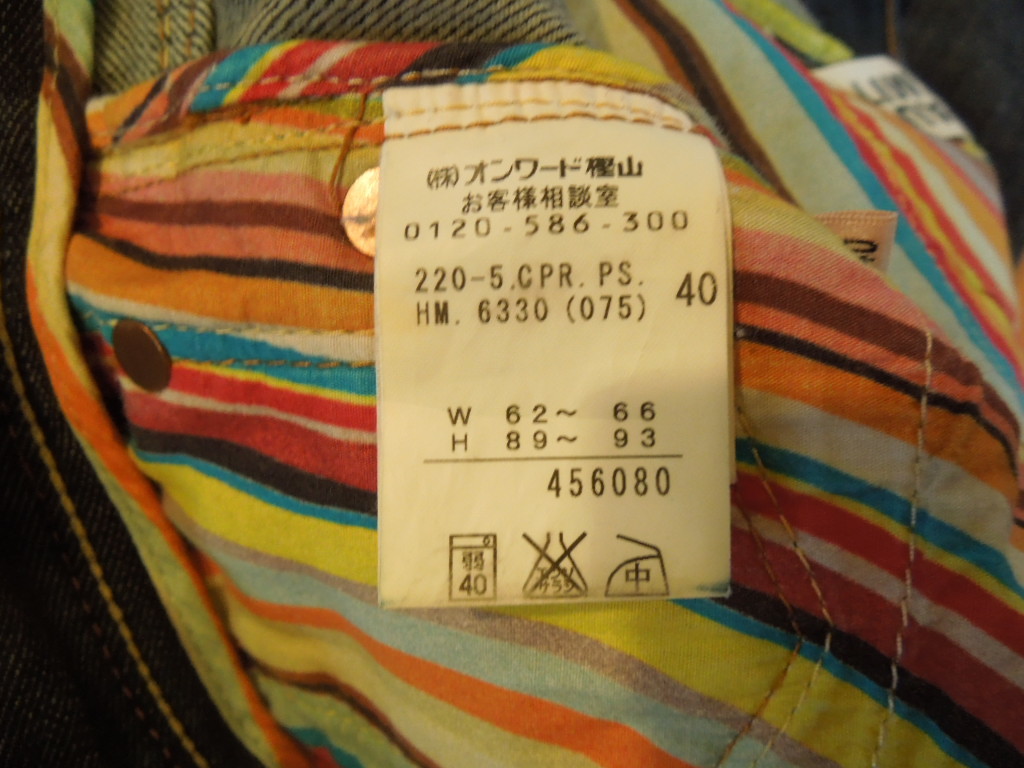 ㈱オンワード樫山
お客様相談室
0120-586-300
220-5.CPR.PS.
HM. 6330 (075) 40
W 62～ 66
H 89～ 93
456080
弱
40
中